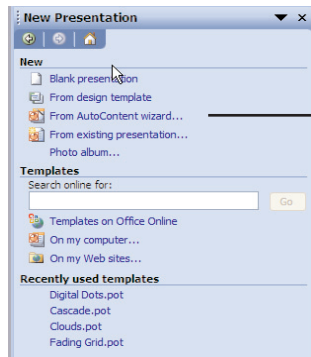 New Presentation
New
Blank presentation
From design template
From AutoContent wizard...
From existing presentation...
Photo album...
Templates
Search online for:
Go
Templates on Office Online
On my computer...
On my Web sites...
Recently used templates
Digital Dots.pot
Cascade.pot
Clouds.pot
Fading Grid.pot